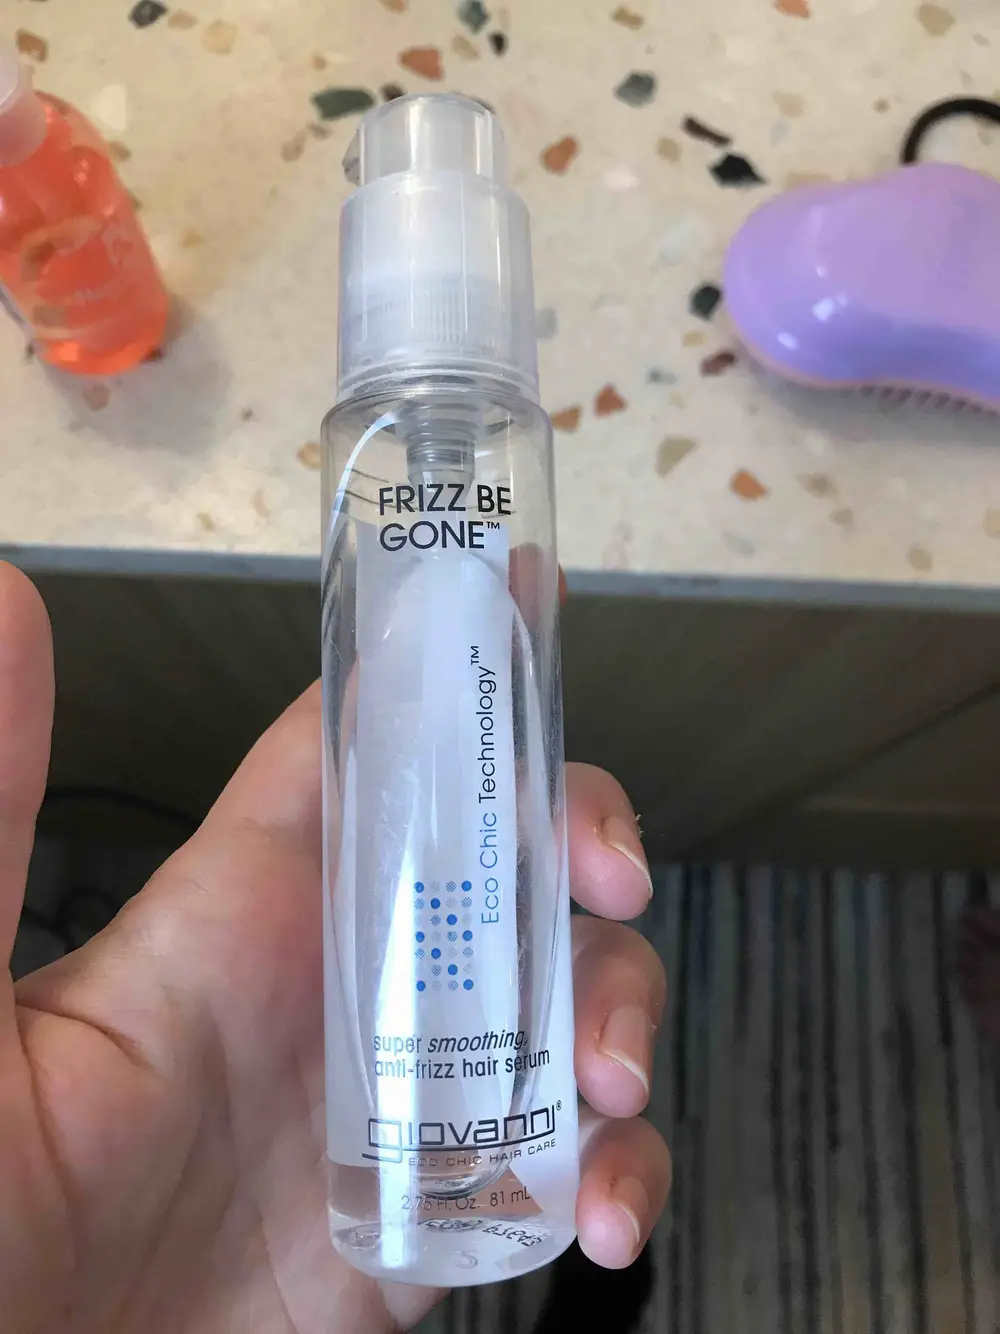 FRIZZ BE
GONE™
Eco Chic Technology™
super smoothing,
anti-frizz hair serum
giovanni®
ECO CHIC HAIR CARE
2.75 Fl. Oz. 81 mL